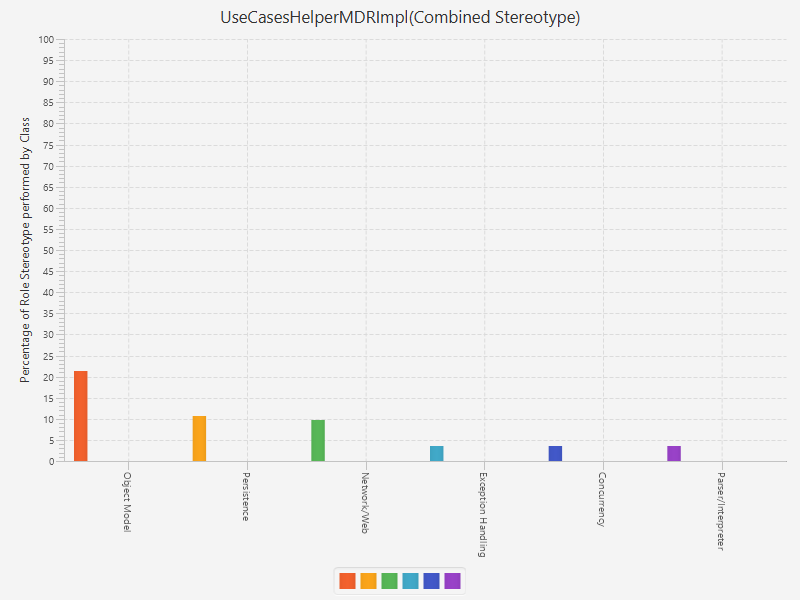 UseCasesHelperMDRImpl(Combined Stereotype)
Percentage of Role Stereotype performed by Class
100
95
90
85
80
75
70
65
60
55
50
45
40
35
30
25
20
15
10
5
0
Object Model
Persistence
Network/Web
Exception Handling
Concurrency
Parser/Interpreter